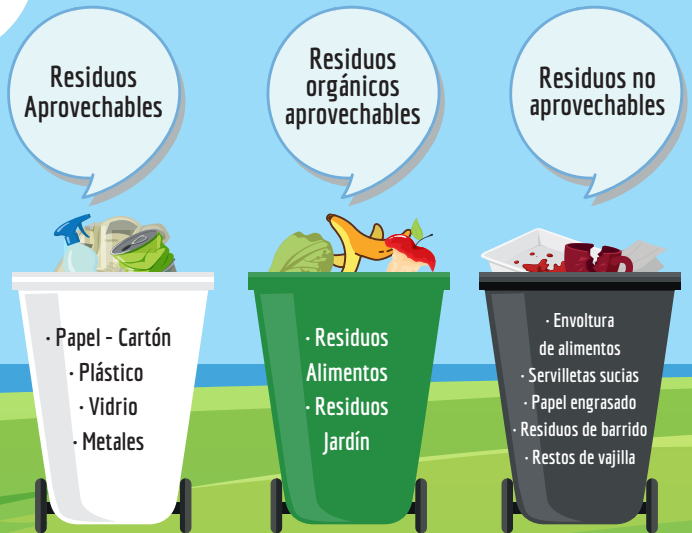 Residuos
Aprovechables
Residuos
orgánicos
aprovechables
Residuos no
aprovechables
· Papel - Cartón
· Plástico
· Vidrio
· Metales
· Residuos
Alimentos
· Residuos
Jardín
· Envoltura
de alimentos
· Servilletas sucias
· Papel engrasado
· Residuos de barrido
· Restos de vajilla